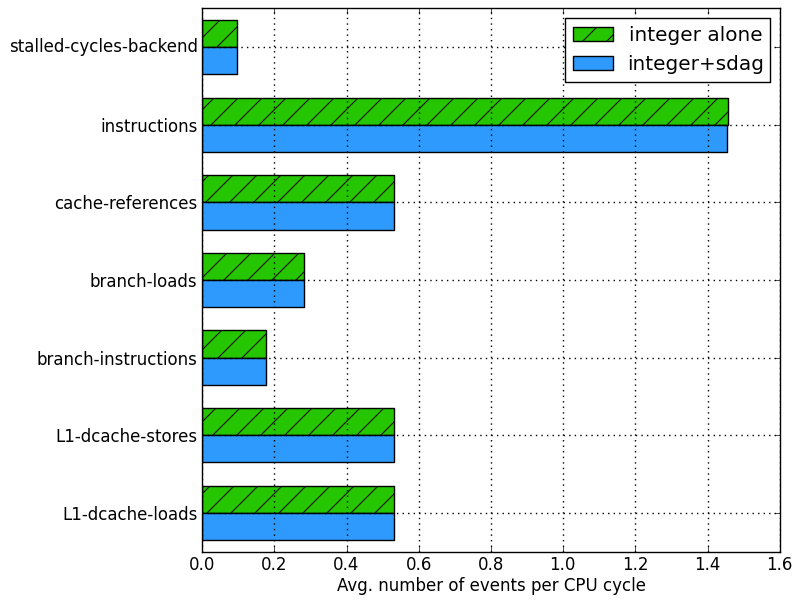 integer alone
integer+sdag
stalled-cycles-backend
instructions
cache-references
branch-loads
branch-instructions
L1-dcache-stores
L1-dcache-loads
0.0 0.2 0.4 0.6 0.8 1.0 1.2 1.4 1.6
Avg. number of events per CPU cycle